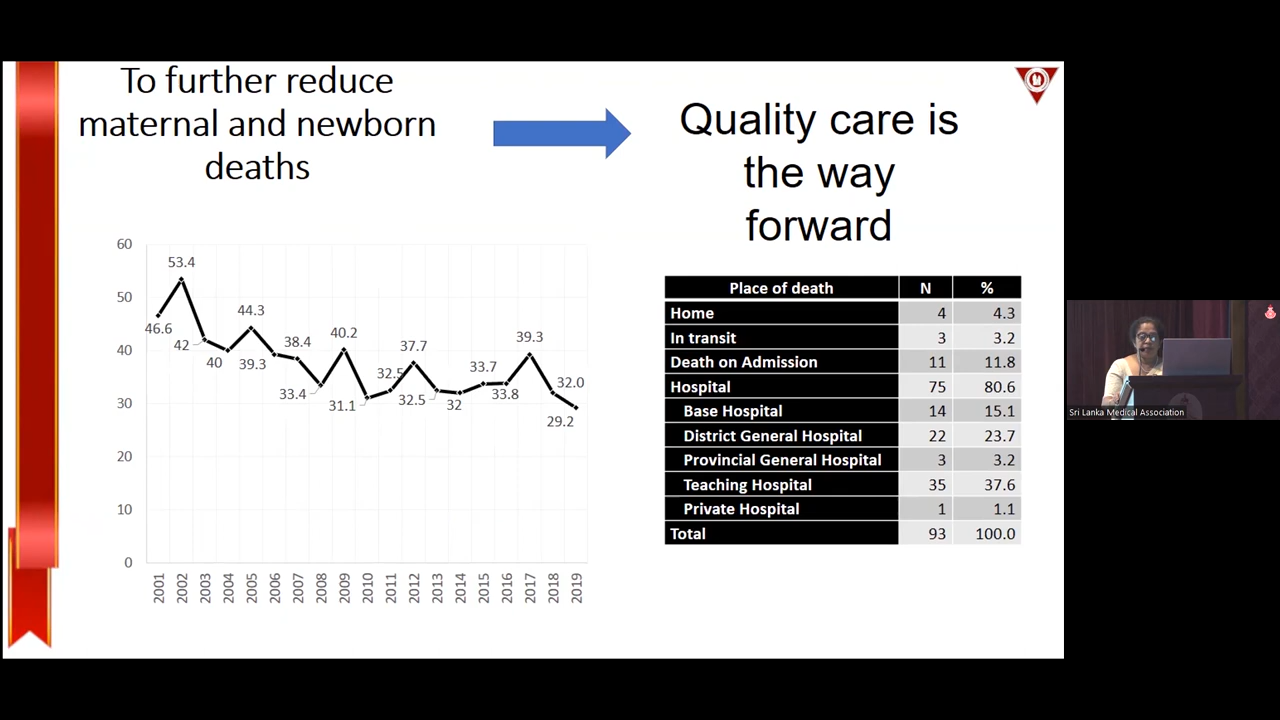 To further reduce
maternal and newborn
deaths
Quality care is
the way
forward
60
50
40
30
20
10
0
46.6
53.4
42
40
44.3
39.3
38.4
33.4
40.2
31.1
32.5
37.7
32.5
32
33.7
33.8
39.3
32.0
29.2
2001
2002
2003
2004
2005
2006
2007
2008
2009
2010
2011
2012
2013
2014
2015
2016
2017
2018
2019
Place of death N %
Home 4 4.3
In transit 3 3.2
Death on Admission 11 11.8
Hospital 75 80.6
Base Hospital 14 15.1
District General Hospital 22 23.7
Provincial General Hospital 3 3.2
Teaching Hospital 35 37.6
Private Hospital 1 1.1
Total 93 100.0
Sri Lanka Medical Association